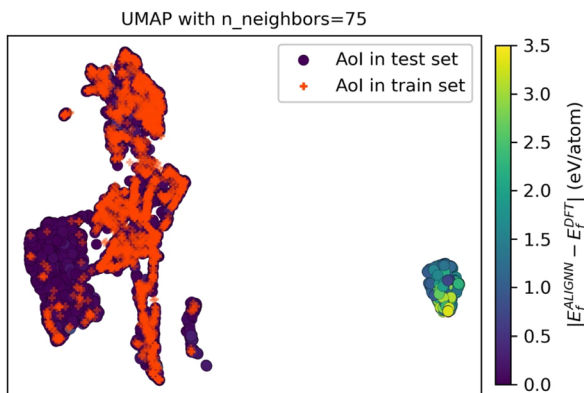 UMAP with n_neighbors=75
AoI in test set
AoI in train set
3.5
3.0
2.5
2.0
1.5
1.0
0.5
0.0
|E_f^{ALIGNN} − E_f^{DFT}| (eV/atom)